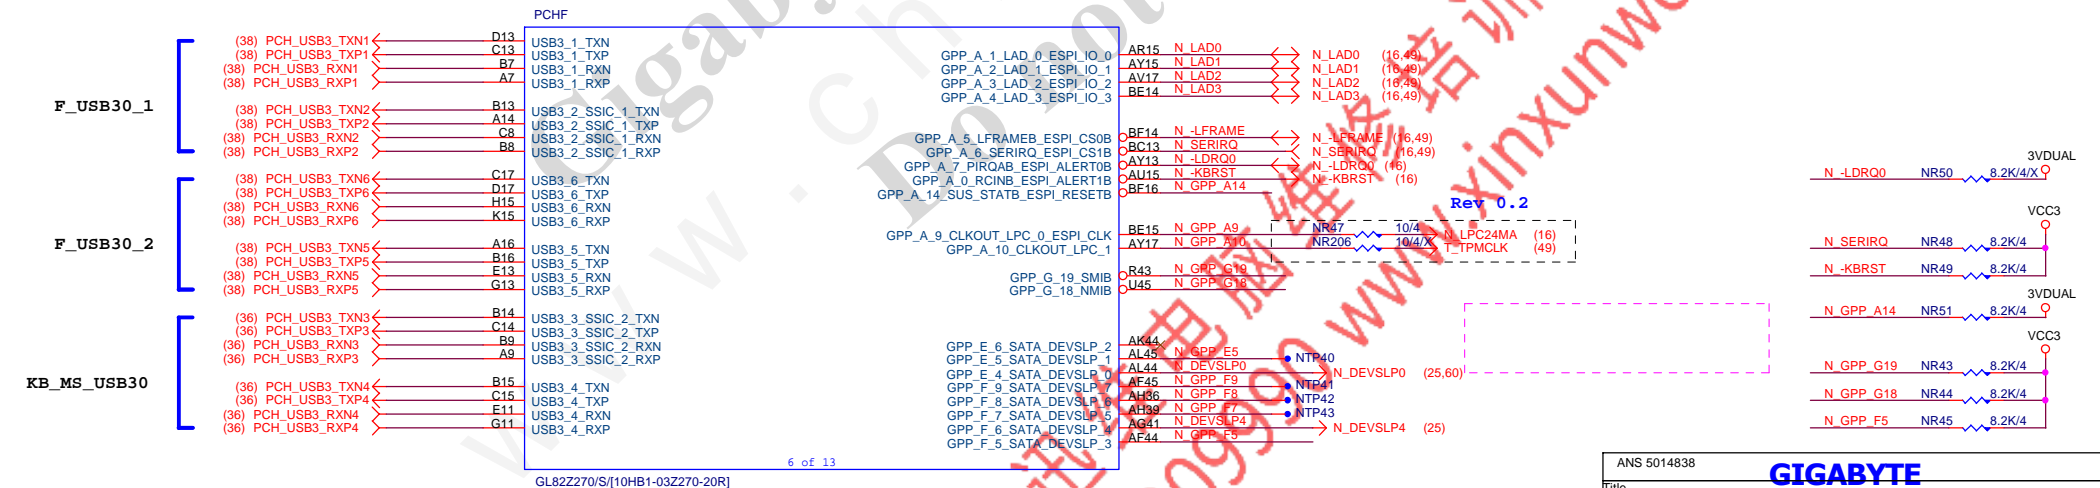 PCHF
F_USB30_1
(38) PCH_USB3_TXN1 D13 USB3_1_TXN
(38) PCH_USB3_TXP1 C13 USB3_1_TXP
(38) PCH_USB3_RXN1 B7 USB3_1_RXN
(38) PCH_USB3_RXP1 A7 USB3_1_RXP
(38) PCH_USB3_TXN2 B13 USB3_2_SSIC_1_TXN
(38) PCH_USB3_TXP2 A14 USB3_2_SSIC_1_TXP
(38) PCH_USB3_RXN2 C8 USB3_2_SSIC_1_RXN
(38) PCH_USB3_RXP2 B8 USB3_2_SSIC_1_RXP
F_USB30_2
(38) PCH_USB3_TXN6 C17 USB3_6_TXN
(38) PCH_USB3_TXP6 D17 USB3_6_TXP
(38) PCH_USB3_RXN6 H15 USB3_6_RXN
(38) PCH_USB3_RXP6 K15 USB3_6_RXP
(38) PCH_USB3_TXN5 A16 USB3_5_TXN
(38) PCH_USB3_TXP5 B16 USB3_5_TXP
(38) PCH_USB3_RXN5 E13 USB3_5_RXN
(38) PCH_USB3_RXP5 G13 USB3_5_RXP
KB_MS_USB30
(36) PCH_USB3_TXN3 B14 USB3_3_SSIC_2_TXN
(36) PCH_USB3_TXP3 C14 USB3_3_SSIC_2_TXP
(36) PCH_USB3_RXN3 B9 USB3_3_SSIC_2_RXN
(36) PCH_USB3_RXP3 A9 USB3_3_SSIC_2_RXP
(36) PCH_USB3_TXN4 B15 USB3_4_TXN
(36) PCH_USB3_TXP4 C15 USB3_4_TXP
(36) PCH_USB3_RXN4 E11 USB3_4_RXN
(36) PCH_USB3_RXP4 G11 USB3_4_RXP
GPP_A_1_LAD_0_ESPI_IO_0 AR15 N_LAD0 N_LAD0 (16,49)
GPP_A_2_LAD_1_ESPI_IO_1 AY15 N_LAD1 N_LAD1 (16,49)
GPP_A_3_LAD_2_ESPI_IO_2 AV17 N_LAD2 N_LAD2 (16,49)
GPP_A_4_LAD_3_ESPI_IO_3 BE14 N_LAD3 N_LAD3 (16,49)
GPP_A_5_LFRAMEB_ESPI_CS0B BF14 N_-LFRAME N_-LFRAME (16,49)
GPP_A_6_SERIRQ_ESPI_CS1B BC13 N_SERIRQ N_SERIRQ (16,49)
GPP_A_7_PIRQAB_ESPI_ALERT0B AY13 N_-LDRQ0 N_-LDRQ0 (16)
GPP_A_0_RCINB_ESPI_ALERT1B AU15 N_-KBRST N_-KBRST (16)
GPP_A_14_SUS_STATB_ESPI_RESETB BF16 N_GPP_A14
Rev 0.2
GPP_A_9_CLKOUT_LPC_0_ESPI_CLK BE15 N_GPP_A9 NR47 10/4 N_LPC24MA (16)
GPP_A_10_CLKOUT_LPC_1 AY17 N_GPP_A10 NR206 10/4/X T_TPMCLK (49)
GPP_G_19_SMIB R43 N_GPP_G19
GPP_G_18_NMIB U45 N_GPP_G18
GPP_E_6_SATA_DEVSLP_2 AK44
GPP_E_5_SATA_DEVSLP_1 AL45 N_GPP_E5 NTP40
GPP_E_4_SATA_DEVSLP_0 AL44 N_DEVSLP0 N_DEVSLP0 (25,60)
GPP_F_9_SATA_DEVSLP_7 AF45 N_GPP_F9 NTP41
GPP_F_8_SATA_DEVSLP_6 AH36 N_GPP_F8 NTP42
GPP_F_7_SATA_DEVSLP_5 AH39 N_GPP_F7 NTP43
GPP_F_6_SATA_DEVSLP_4 AG41 N_DEVSLP4 N_DEVSLP4 (25)
GPP_F_5_SATA_DEVSLP_3 AF44 N_GPP_F5
6 of 13
GL82Z270/S/[10HB1-03Z270-20R]
3VDUAL
N_-LDRQ0 NR50 8.2K/4/X
VCC3
N_SERIRQ NR48 8.2K/4
N_-KBRST NR49 8.2K/4
3VDUAL
N_GPP_A14 NR51 8.2K/4
VCC3
N_GPP_G19 NR43 8.2K/4
N_GPP_G18 NR44 8.2K/4
N_GPP_F5 NR45 8.2K/4
ANS 5014838
GIGABYTE
Title
Do not